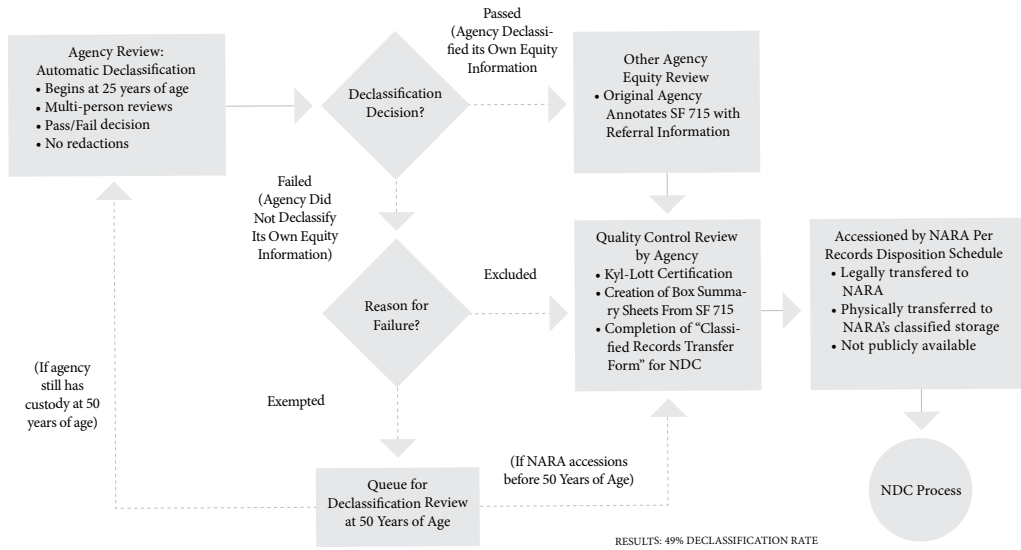 Agency Review:
Automatic Declassification
• Begins at 25 years of age
• Multi-person reviews
• Pass/Fail decision
• No redactions
Declassification
Decision?
Passed
(Agency Declassi-
fied its Own Equity
Information
Other Agency
Equity Review
• Original Agency
Annotates SF 715 with
Referral Information
Failed
(Agency Did
Not Declassify
Its Own Equity
Information)
Reason for
Failure?
Excluded
Quality Control Review
by Agency
• Kyl-Lott Certification
• Creation of Box Summa-
ry Sheets From SF 715
• Completion of “Classi-
fied Records Transfer
Form” for NDC
Accessioned by NARA Per
Records Disposition Schedule
• Legally transfered to
NARA
• Physically transferred to
NARA’s classified storage
• Not publicly available
(If agency
still has
custody at 50
years of age)
Exempted
Queue for
Declassification Review
at 50 Years of Age
(If NARA accessions
before 50 Years of Age)
NDC Process
RESULTS: 49% DECLASSIFICATION RATE